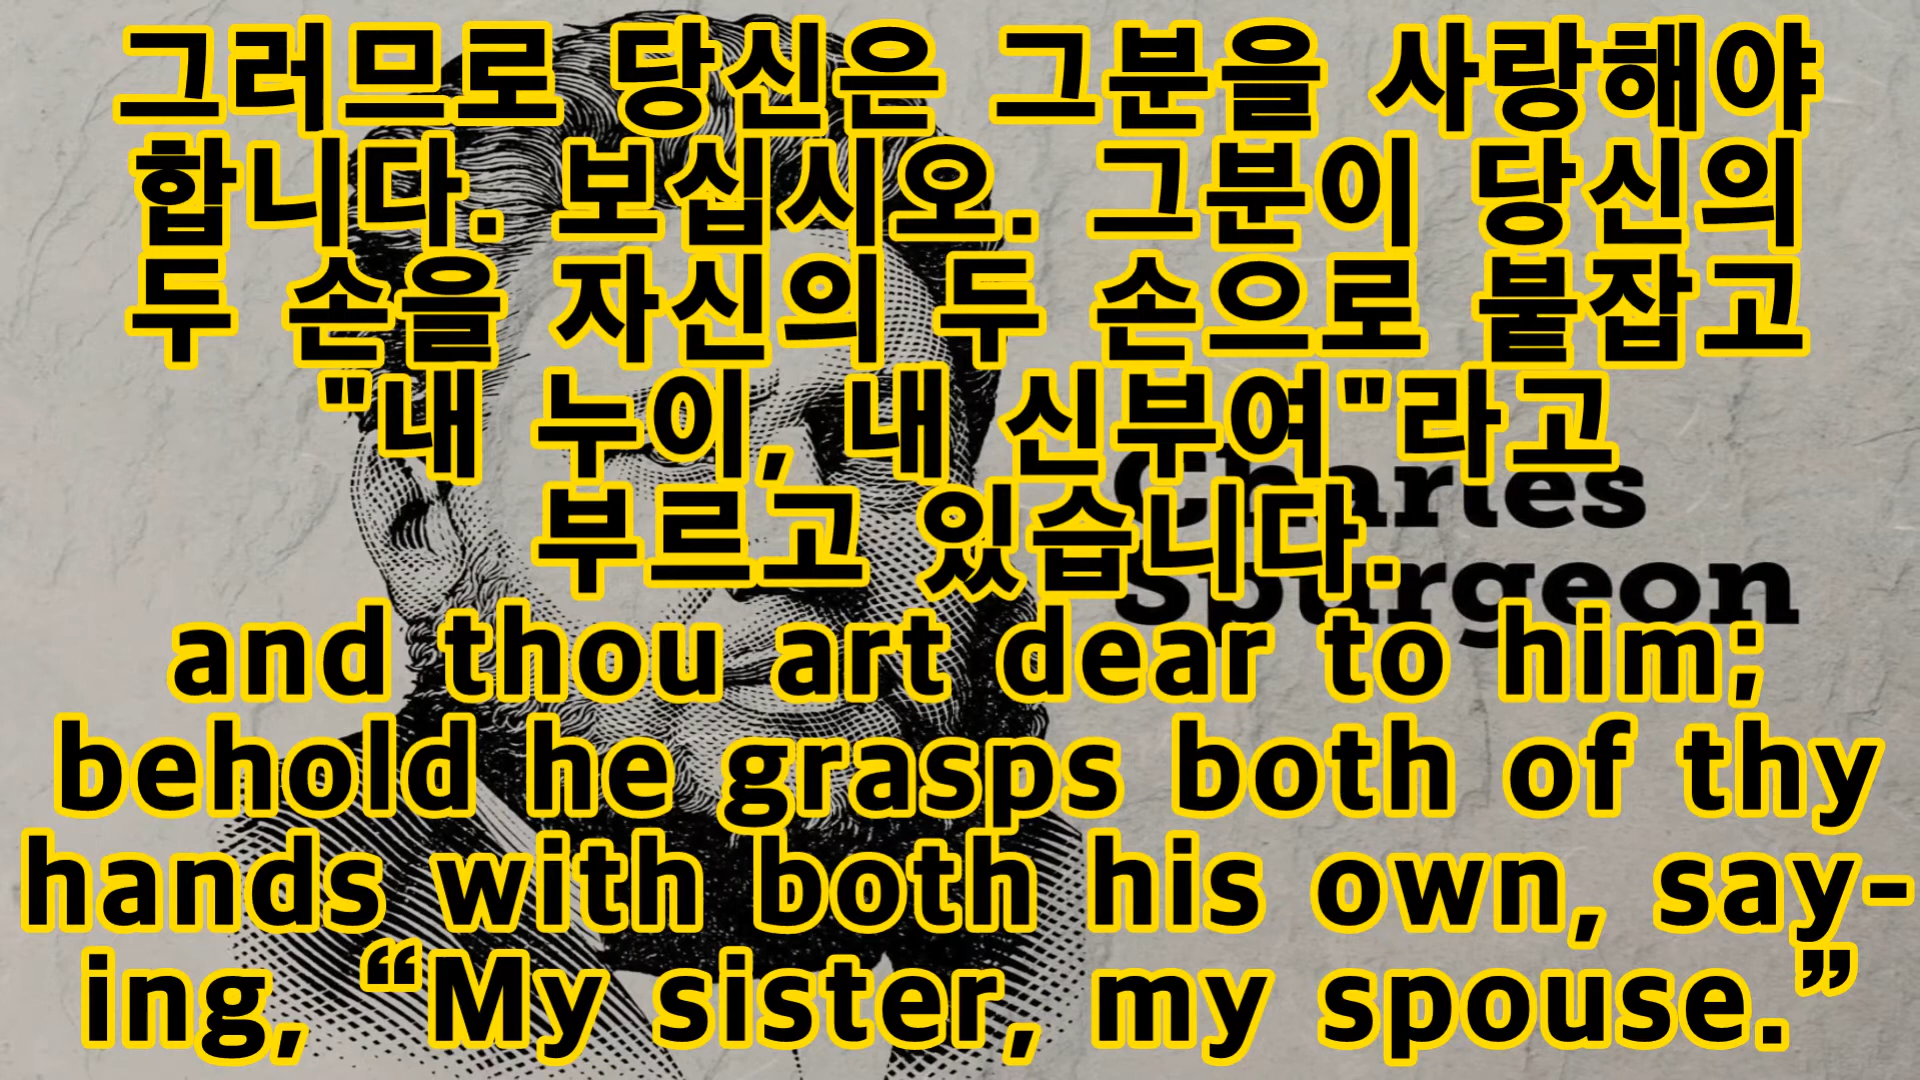 그러므로 당신은 그분을 사랑해야
합니다. 보십시오. 그분이 당신의
두 손을 자신의 두 손으로 붙잡고
"내 누이, 내 신부여"라고
부르고 있습니다.
Charles
Spurgeon
and thou art dear to him;
behold he grasps both of thy
hands with both his own, say-
ing, “My sister, my spouse.”